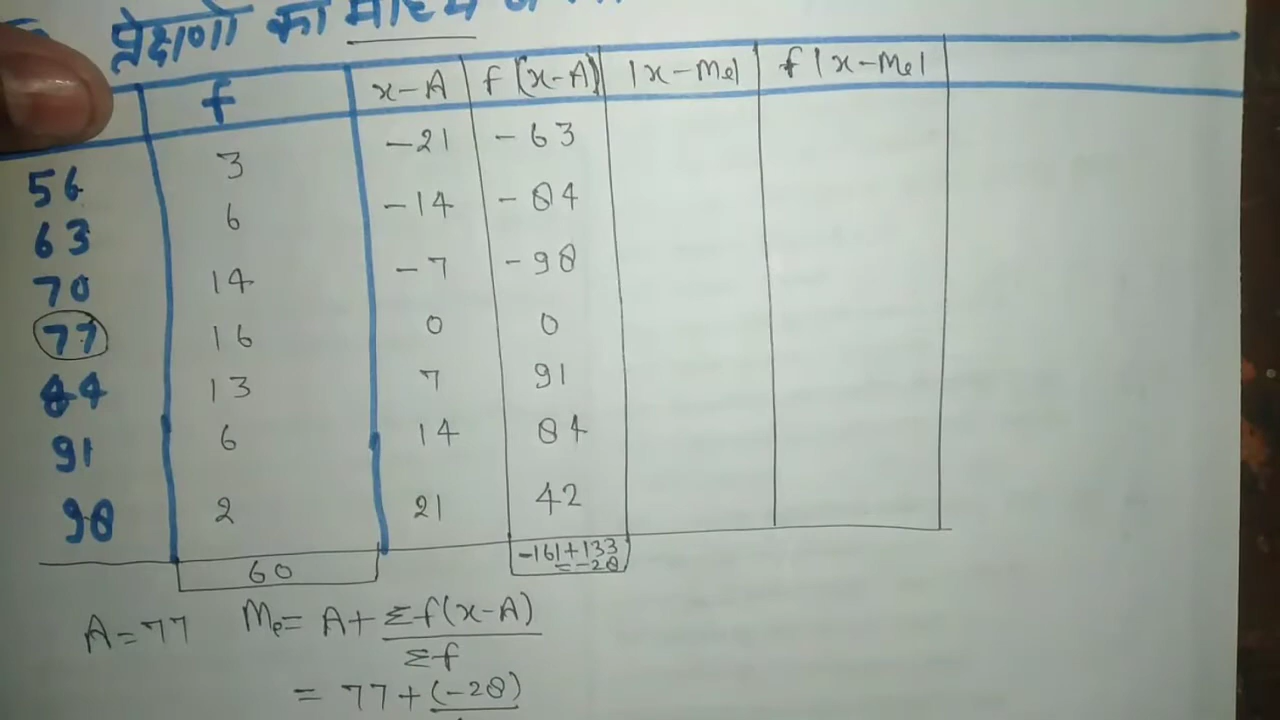 प्रेक्षणो का माध्य
f x-A f(x-A) |x-Me| f|x-Me|
56 3 -21 -63
63 6 -14 -84
70 14 -7 -98
77 16 0 0
84 13 7 91
91 6 14 84
98 2 21 42
60 -161+133
=-28
A=77 Me= A+ Σf(x-A)
Σf
= 77+(-28)